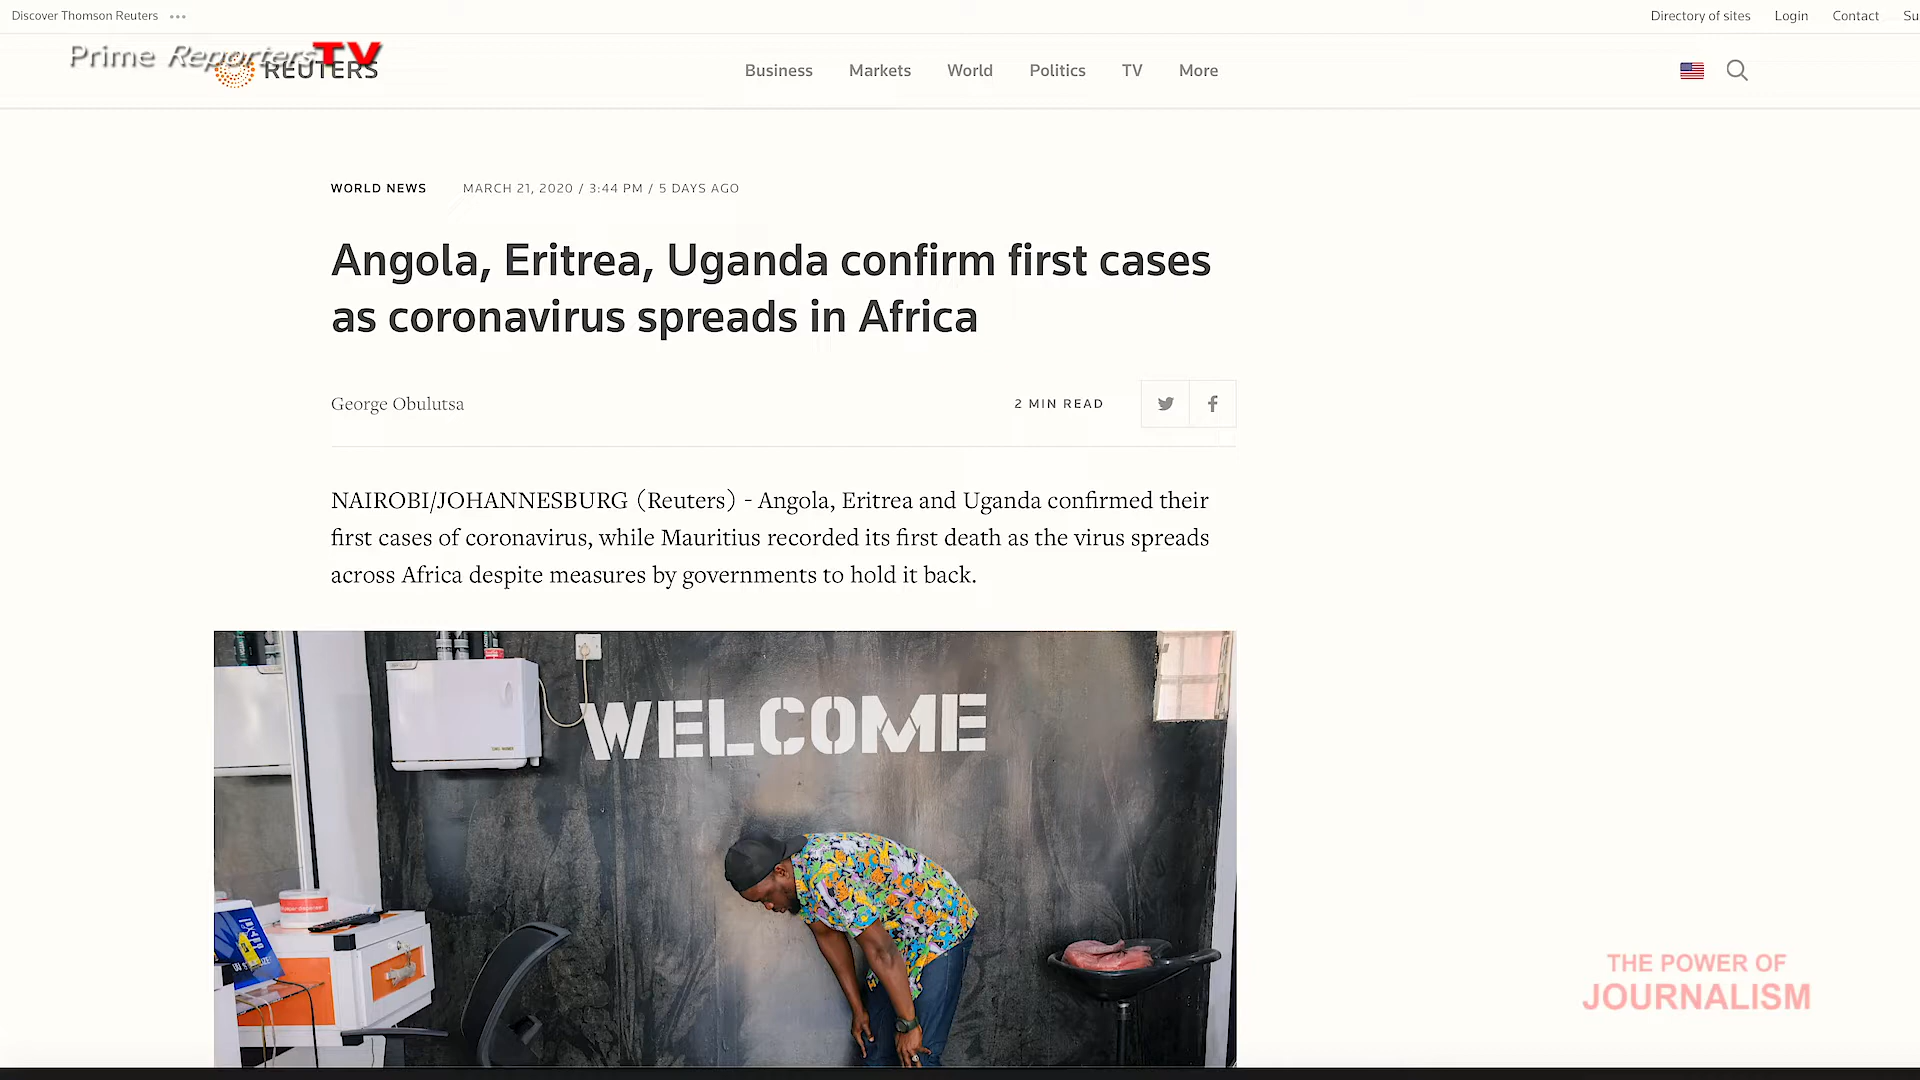 Discover Thomson Reuters
Directory of sites Login Contact Su
Prime Reporters TV
REUTERS
Business Markets World Politics TV More
WORLD NEWS MARCH 21, 2020 / 3:44 PM / 5 DAYS AGO
Angola, Eritrea, Uganda confirm first cases
as coronavirus spreads in Africa
George Obulutsa
2 MIN READ
NAIROBI/JOHANNESBURG (Reuters) - Angola, Eritrea and Uganda confirmed their
first cases of coronavirus, while Mauritius recorded its first death as the virus spreads
across Africa despite measures by governments to hold it back.
WELCOME
THE POWER OF
JOURNALISM